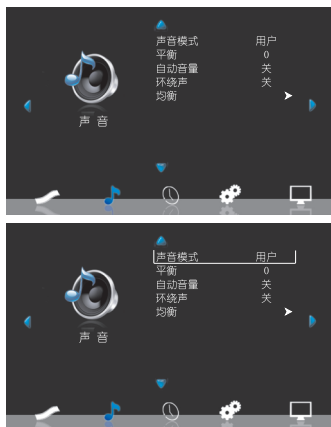 声音模式 用户
平衡 0
自动音量 关
环绕声 关
均衡
声 音
声音模式 用户
平衡 0
自动音量 关
环绕声 关
均衡
声 音